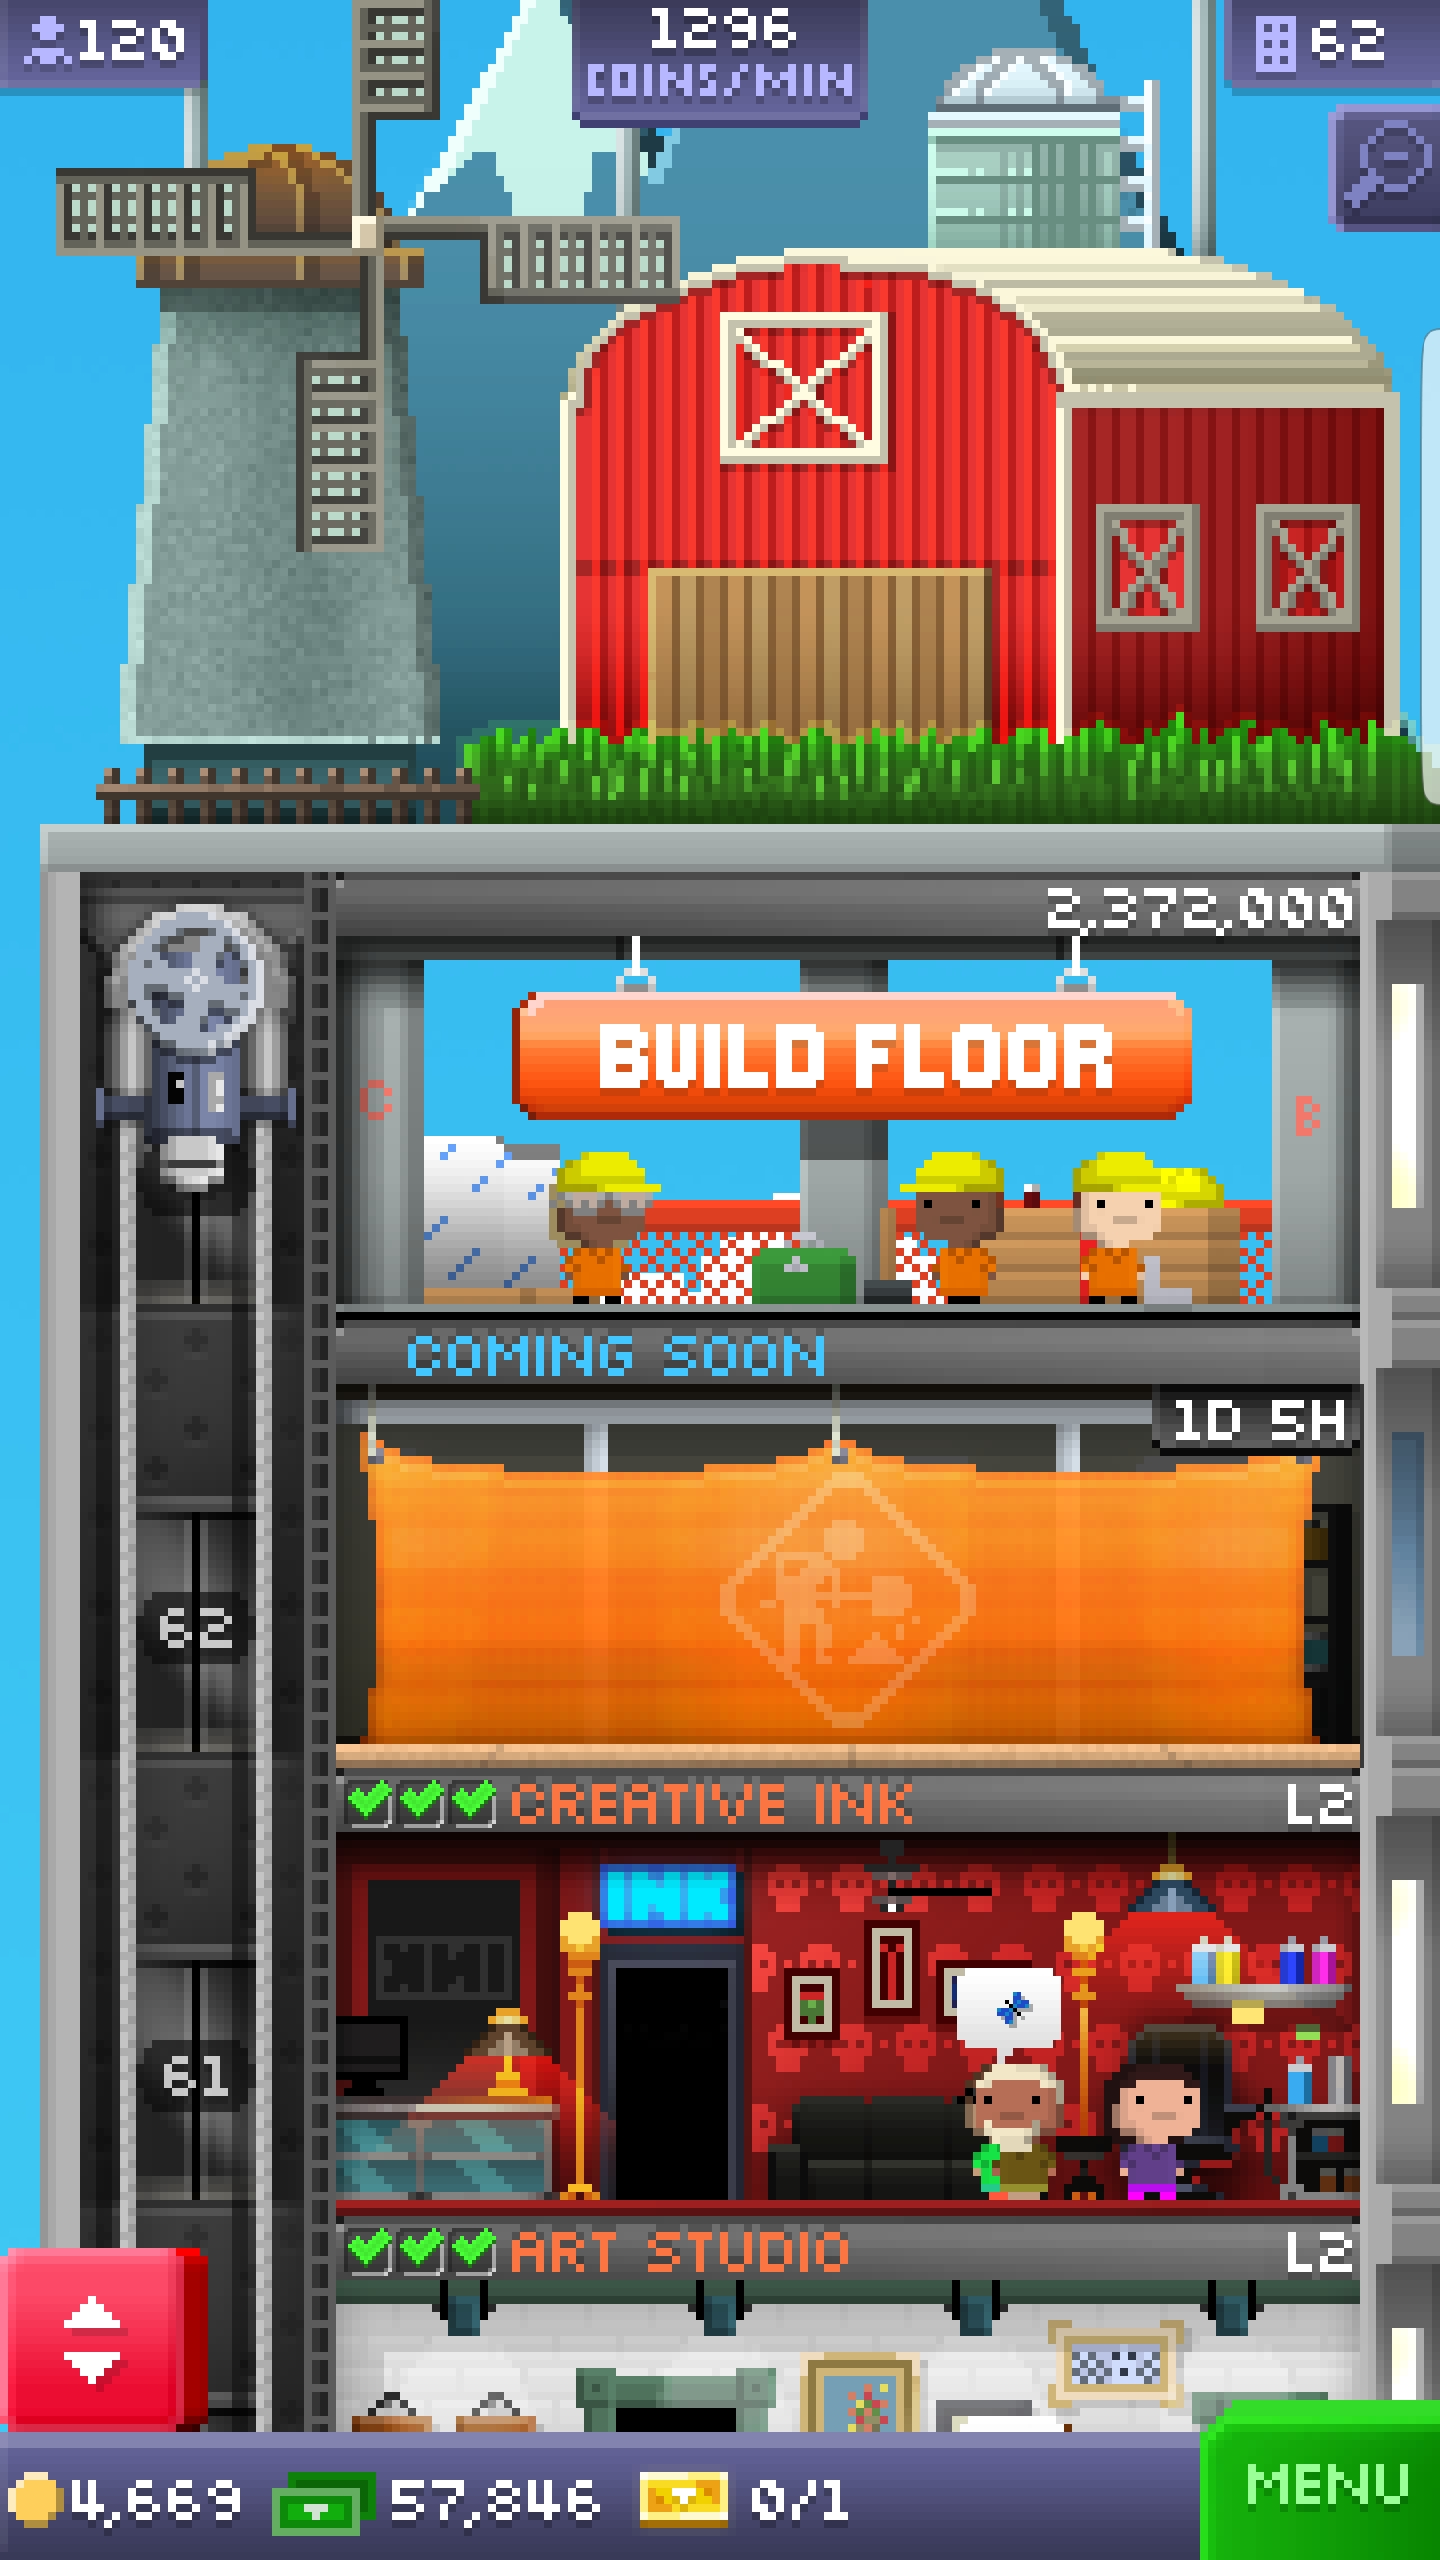 120
1296
COINS/MIN
62
2,372,000
BUILD FLOOR
C
B
COMING SOON
1D 5H
62
CREATIVE INK L2
INK
61
ART STUDIO L2
4,669 57,846 0/1
MENU